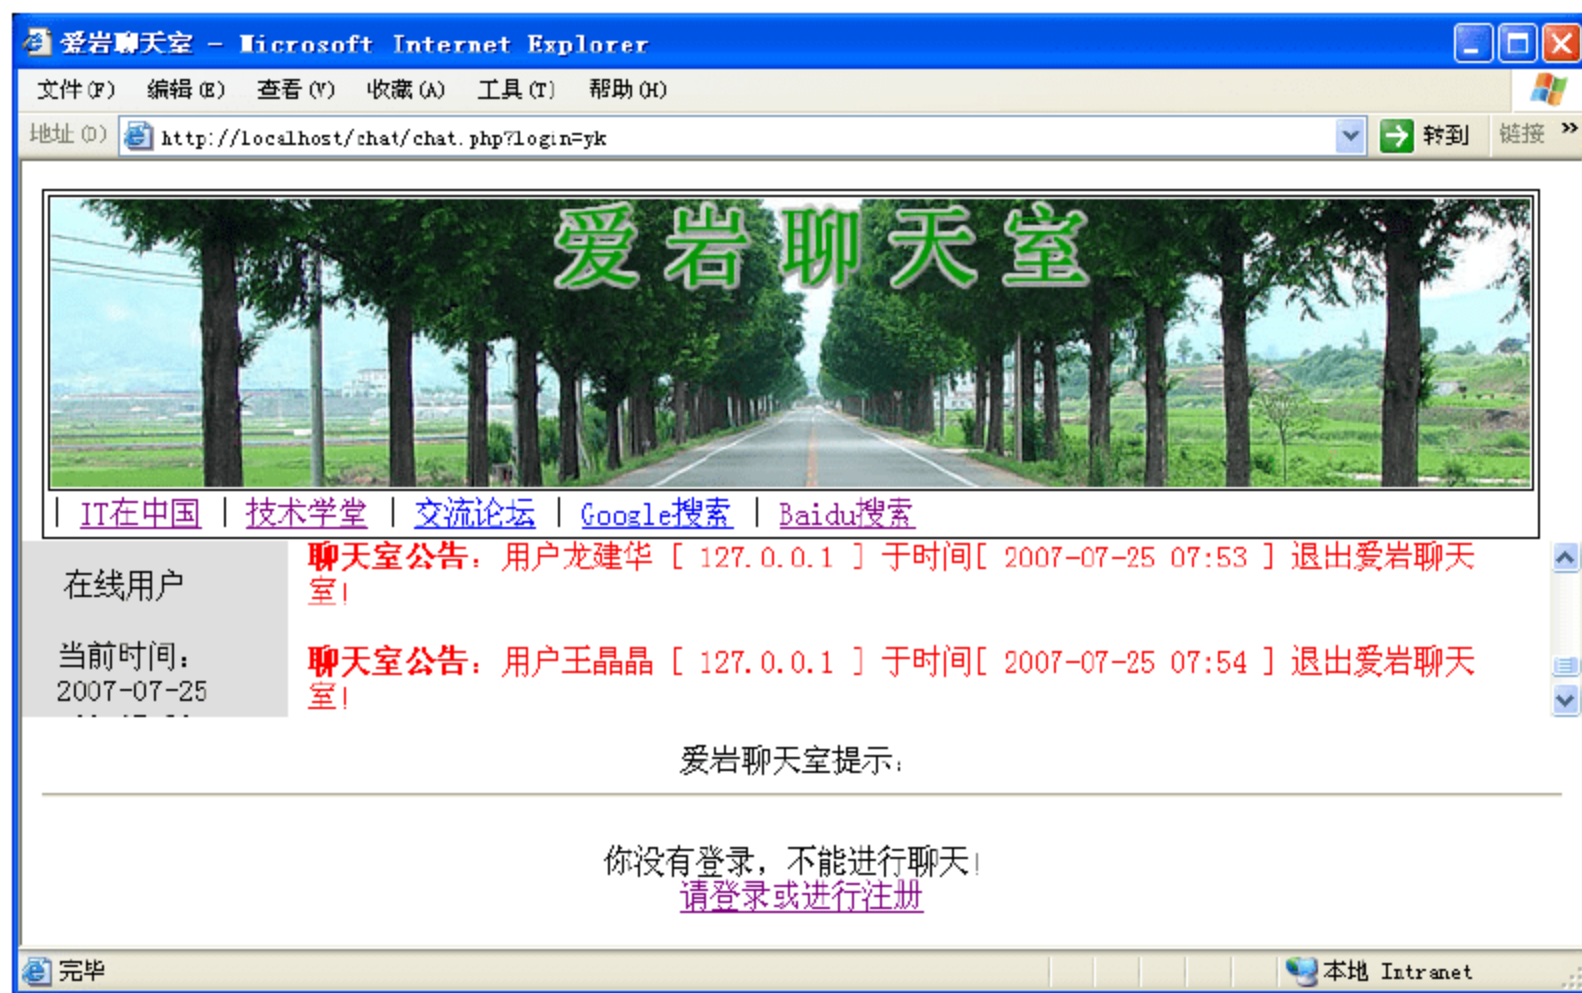 爱岩聊天室 - Microsoft Internet Explorer
文件(F) 编辑(E) 查看(V) 收藏(A) 工具(T) 帮助(H)
地址(D) http://localhost/chat/chat.php?login=yk 转到 链接 »
爱岩聊天室
| IT在中国 | 技术学堂 | 交流论坛 | Google搜索 | Baidu搜索
在线用户
当前时间:
2007-07-25
聊天室公告: 用户龙建华 [ 127.0.0.1 ] 于时间[ 2007-07-25 07:53 ] 退出爱岩聊天
室!
聊天室公告: 用户王晶晶 [ 127.0.0.1 ] 于时间[ 2007-07-25 07:54 ] 退出爱岩聊天
室!
爱岩聊天室提示:
你没有登录，不能进行聊天!
请登录或进行注册
完毕 本地 Intranet